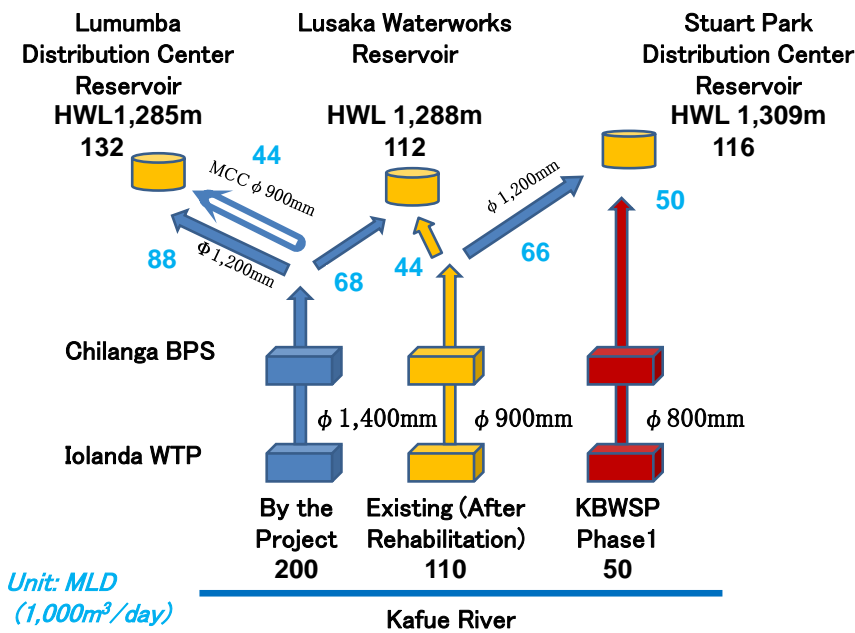 Lumumba
Distribution Center
Reservoir
HWL1,285m
132
Lusaka Waterworks
Reservoir
HWL 1,288m
112
Stuart Park
Distribution Center
Reservoir
HWL 1,309m
116
44
MCC φ 900mm
88
Φ1,200mm
68
44
φ1,200mm
66
50
Chilanga BPS
φ 1,400mm
φ 900mm
φ 800mm
Iolanda WTP
By the
Project
200
Existing (After
Rehabilitation)
110
KBWSP
Phase1
50
Unit: MLD
(1,000m³/day)
Kafue River